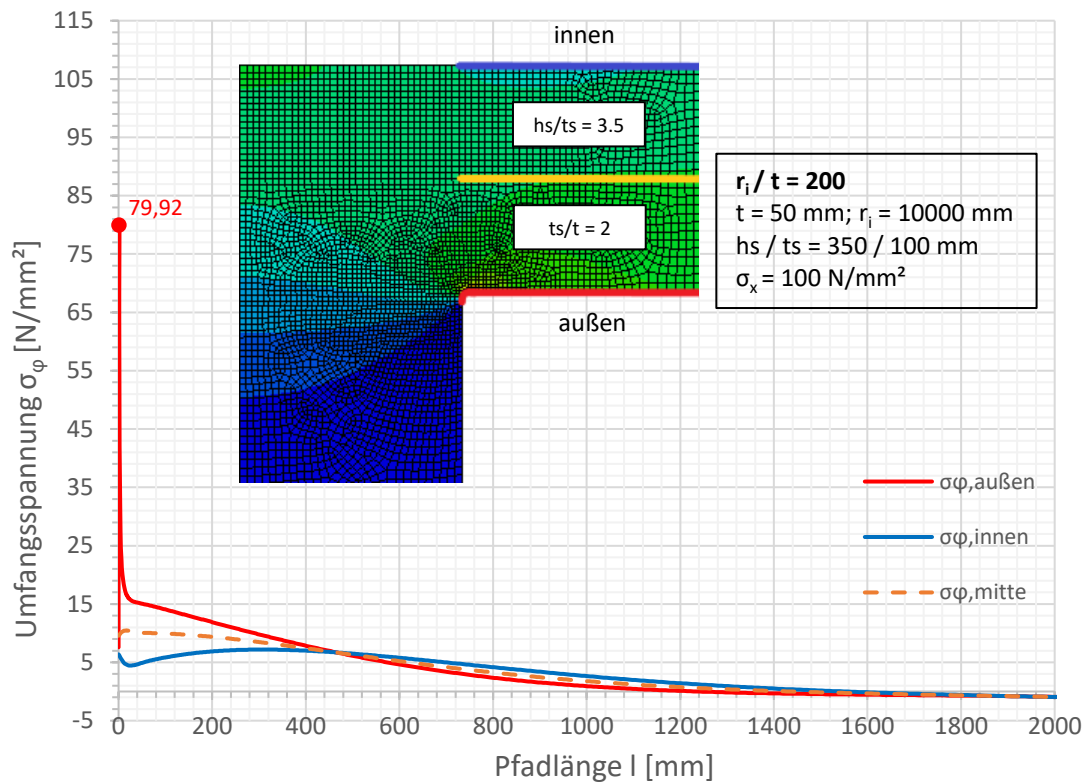 115
105
95
85
75
65
55
45
35
25
15
5
-5
Umfangsspannung σφ [N/mm²]
79,92
innen
hs/ts = 3.5
ts/t = 2
außen
ri / t = 200
t = 50 mm; ri = 10000 mm
hs / ts = 350 / 100 mm
σx = 100 N/mm²
σφ,außen
σφ,innen
σφ,mitte
0 200 400 600 800 1000 1200 1400 1600 1800 2000
Pfadlänge l [mm]